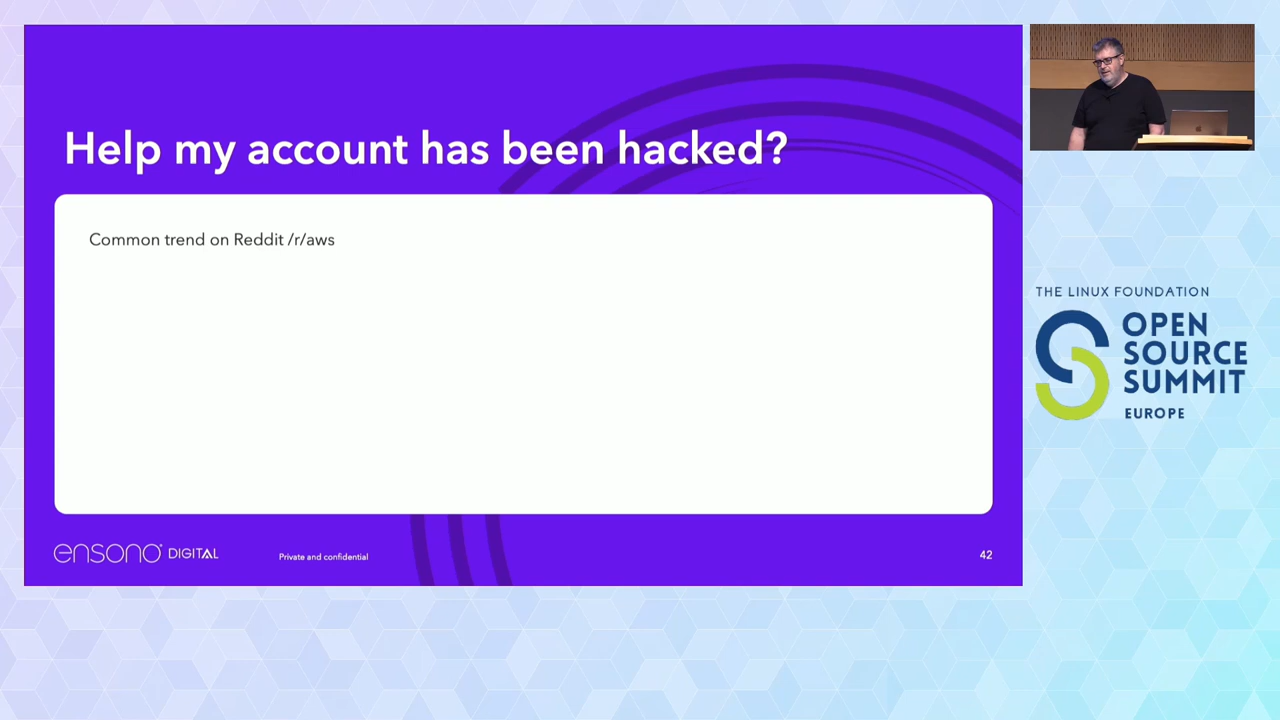 Help my account has been hacked?
Common trend on Reddit /r/aws
ensono DIGITAL
Private and confidential
42
THE LINUX FOUNDATION
OPEN
SOURCE
SUMMIT
EUROPE